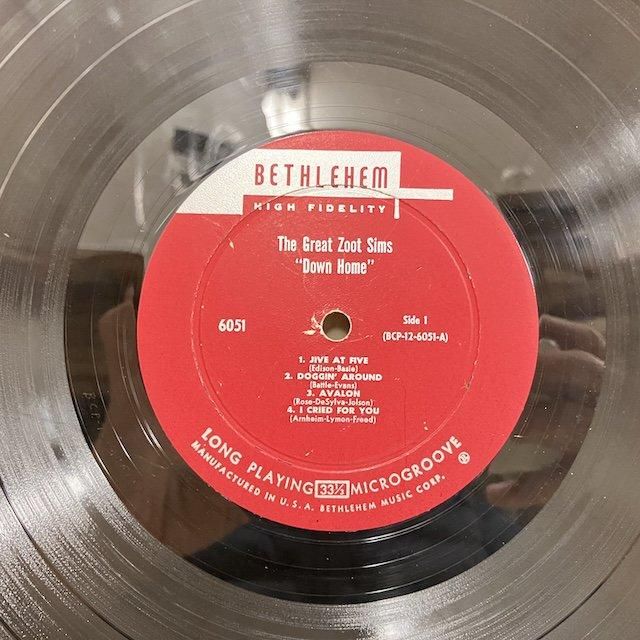 BETHLEHEM
HIGH FIDELITY
The Great Zoot Sims
"Down Home"
6051
Side 1
(BCP-12-6051-A)
1. JIVE AT FIVE
(Edison-Basie)
2. DOGGIN' AROUND
(Battle-Evans)
3. AVALON
(Rose-DeSylva-Jolson)
4. I CRIED FOR YOU
(Arnheim-Lyman-Freed)
LONG PLAYING 33⅓ MICROGROOVE
MANUFACTURED IN U.S.A. BETHLEHEM MUSIC CORP.